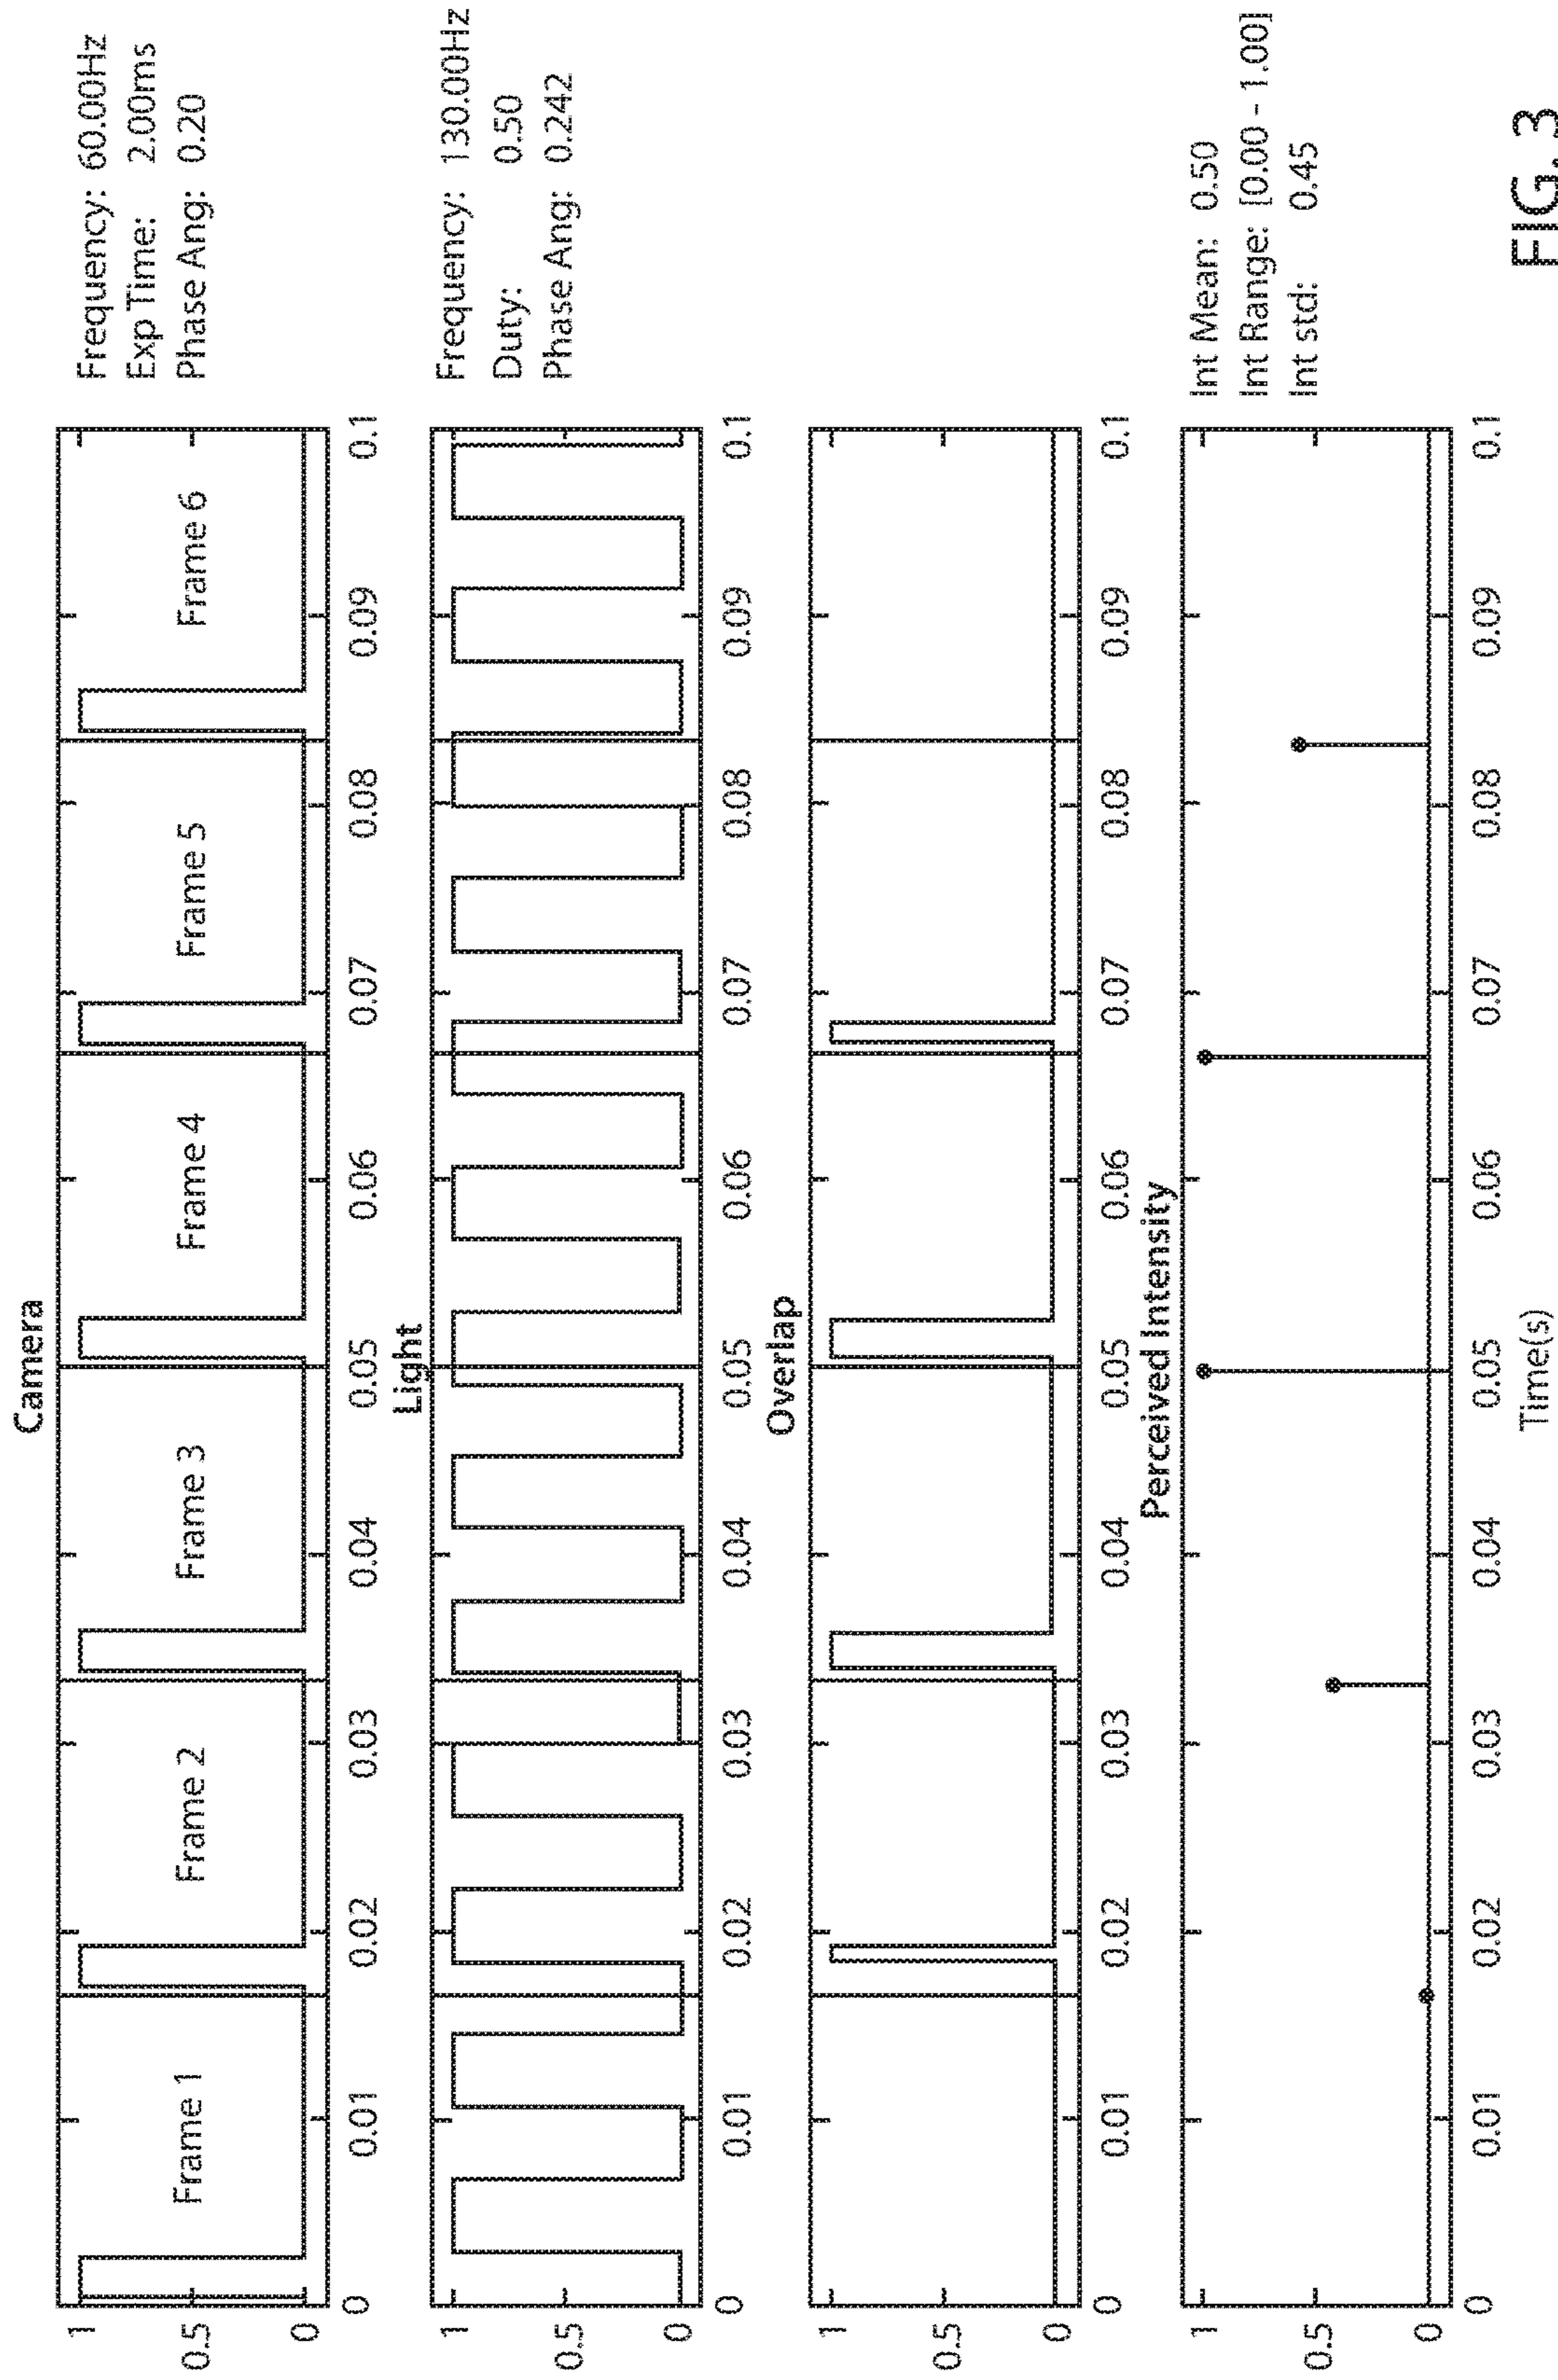 Camera
1
0.5
0
Frame 1
Frame 2
Frame 3
Frame 4
Frame 5
Frame 6
0
0.01
0.02
0.03
0.04
0.05
0.06
0.07
0.08
0.09
0.1
Frequency: 60.00Hz
Exp Time: 2.00ms
Phase Ang: 0.20
Light
1
0.5
0
0
0.01
0.02
0.03
0.04
0.05
0.06
0.07
0.08
0.09
0.1
Frequency: 130.00Hz
Duty: 0.50
Phase Ang: 0.242
Overlap
1
0.5
0
0
0.01
0.02
0.03
0.04
0.05
0.06
0.07
0.08
0.09
0.1
Perceived Intensity
1
0.5
0
0
0.01
0.02
0.03
0.04
0.05
0.06
0.07
0.08
0.09
0.1
Time(s)
Int Mean: 0.50
Int Range: [0.00 - 1.00]
Int std: 0.45
FIG. 3